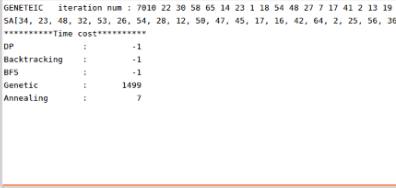 GENETEIC iteration num : 7010 22 30 58 65 14 23 1 18 54 48 27 7 17 41 2 13 19
SA[34, 23, 48, 32, 53, 26, 54, 28, 12, 50, 47, 45, 17, 16, 42, 64, 2, 25, 56, 36
**********Time cost**********
DP : -1
Backtracking : -1
BFS : -1
Genetic : 1499
Annealing : 7